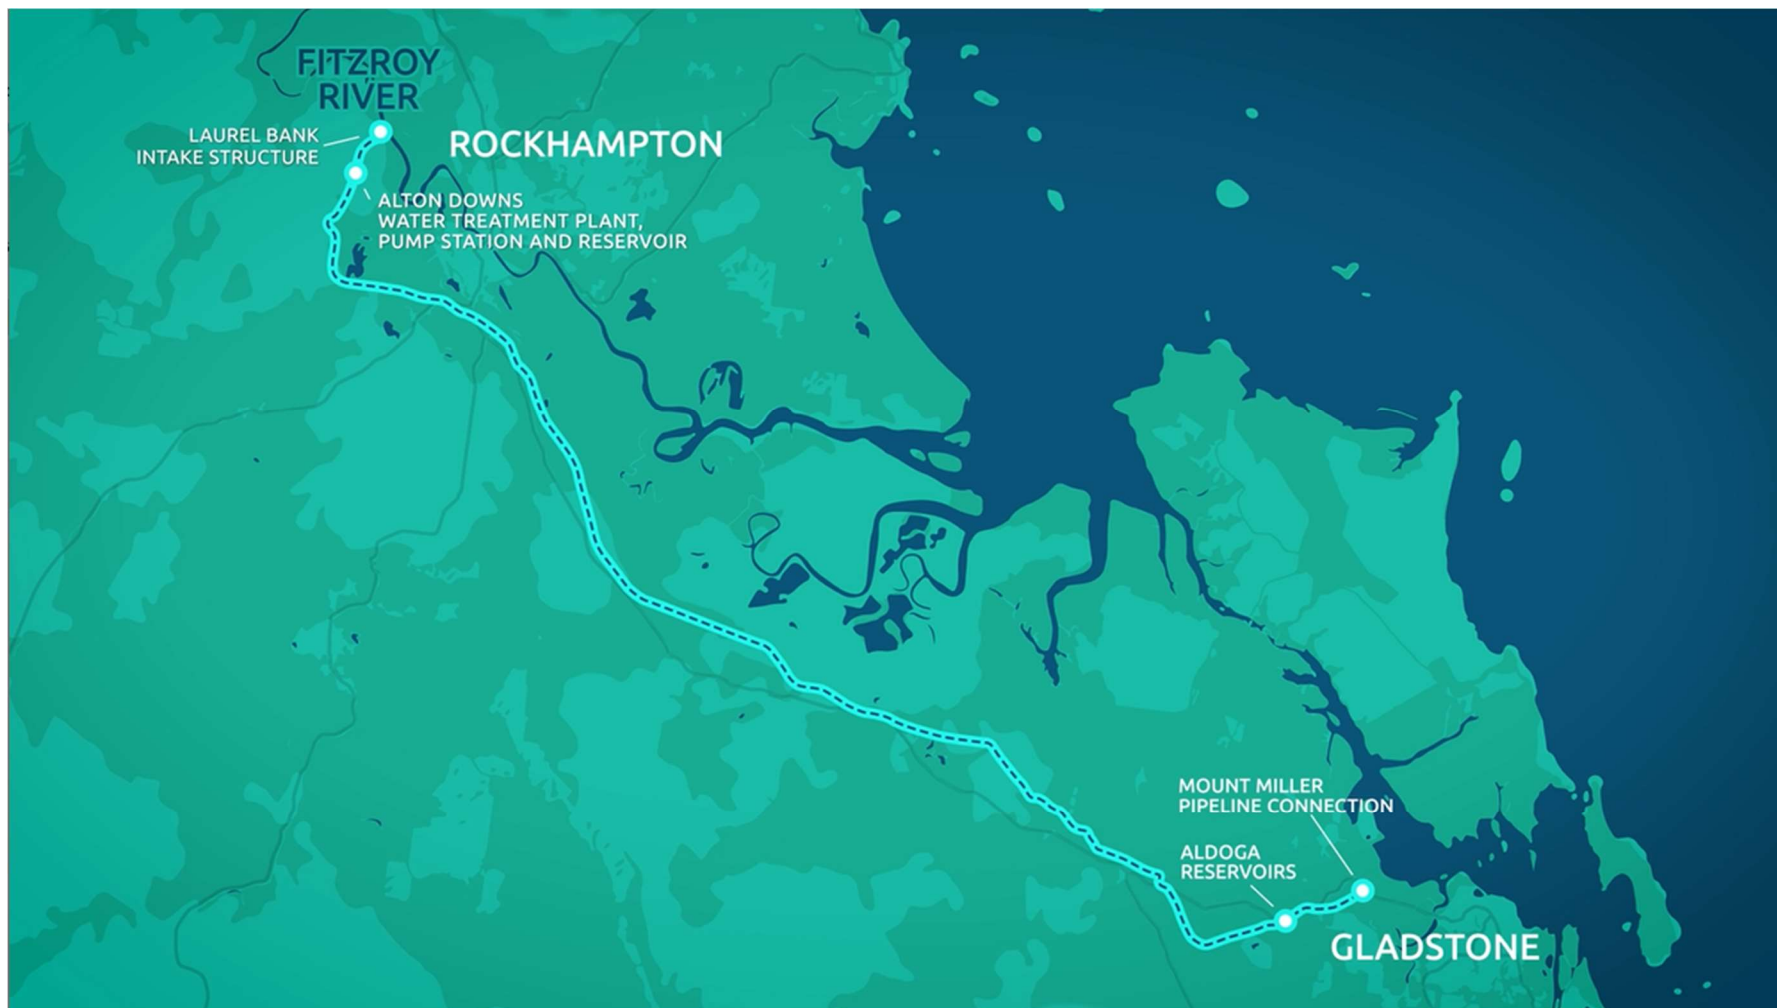 FITZROY
RIVER
LAUREL BANK
INTAKE STRUCTURE
ROCKHAMPTON
ALTON DOWNS
WATER TREATMENT PLANT,
PUMP STATION AND RESERVOIR
MOUNT MILLER
PIPELINE CONNECTION
ALDOGA
RESERVOIRS
GLADSTONE